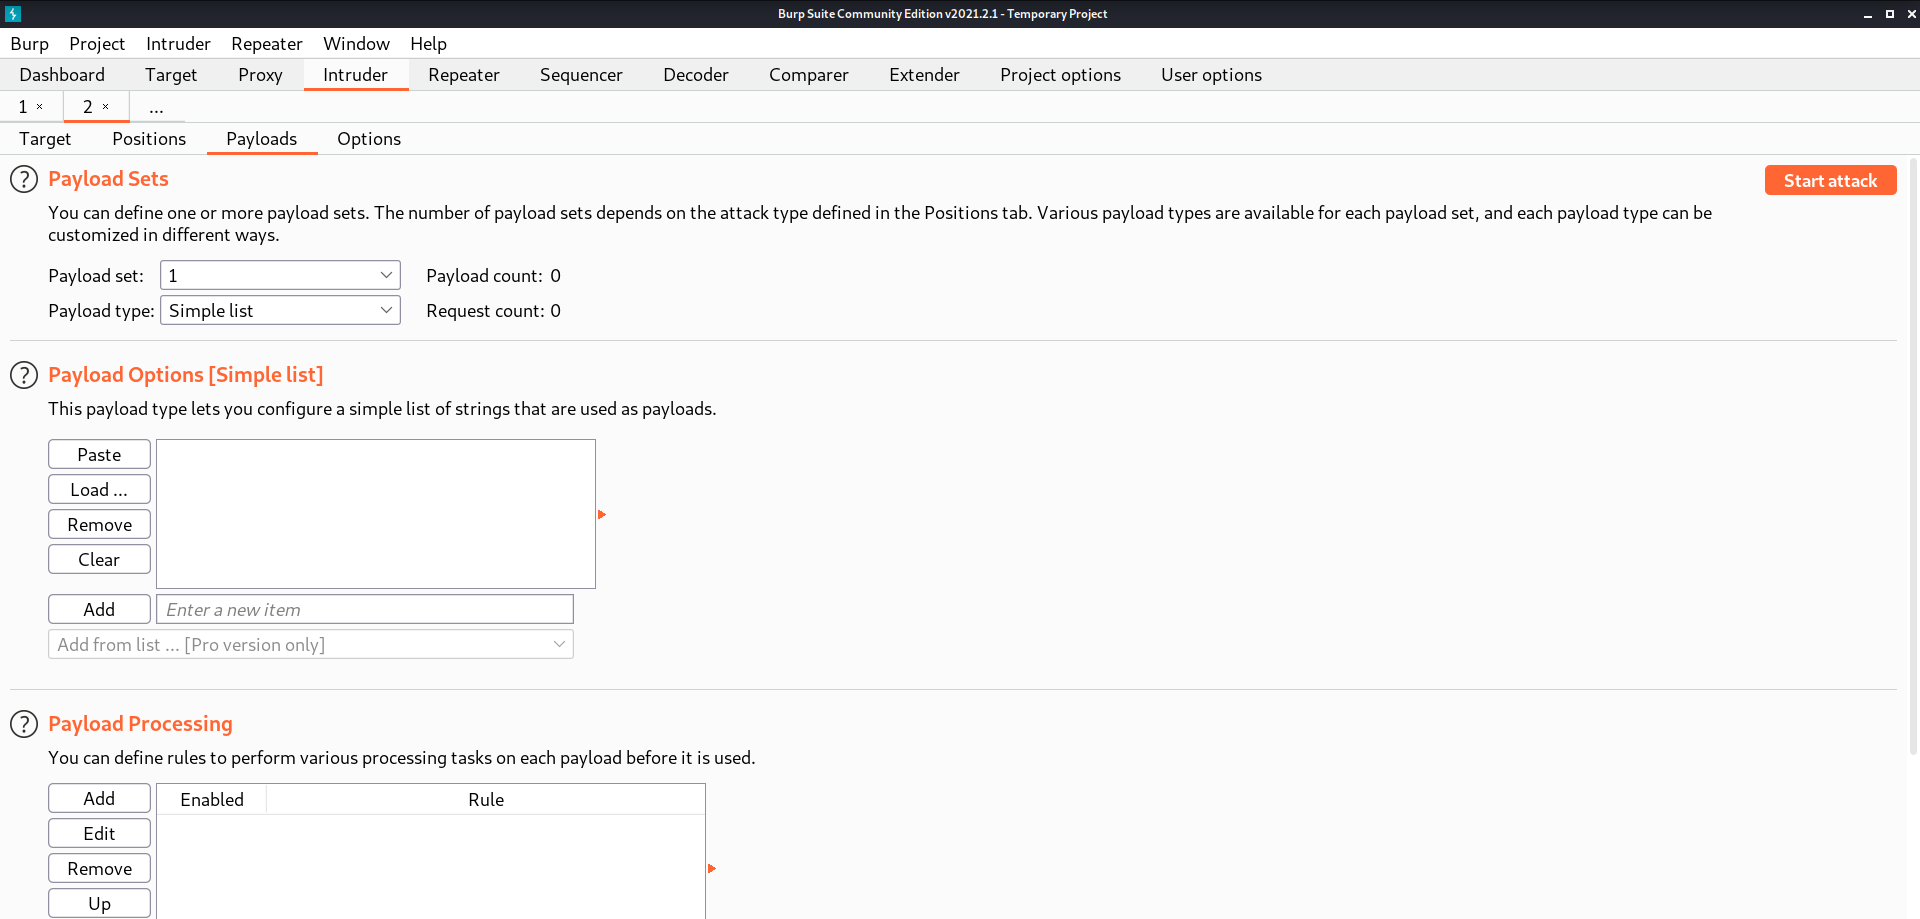 Burp Suite Community Edition v2021.2.1 - Temporary Project
Burp Project Intruder Repeater Window Help
Dashboard Target Proxy Intruder Repeater Sequencer Decoder Comparer Extender Project options User options
1 × 2 × ...
Target Positions Payloads Options
? Payload Sets Start attack
You can define one or more payload sets. The number of payload sets depends on the attack type defined in the Positions tab. Various payload types are available for each payload set, and each payload type can be
customized in different ways.
Payload set: 1 Payload count: 0
Payload type: Simple list Request count: 0
? Payload Options [Simple list]
This payload type lets you configure a simple list of strings that are used as payloads.
Paste
Load ...
Remove
Clear
Add Enter a new item
Add from list ... [Pro version only]
? Payload Processing
You can define rules to perform various processing tasks on each payload before it is used.
Add Enabled Rule
Edit
Remove
Up